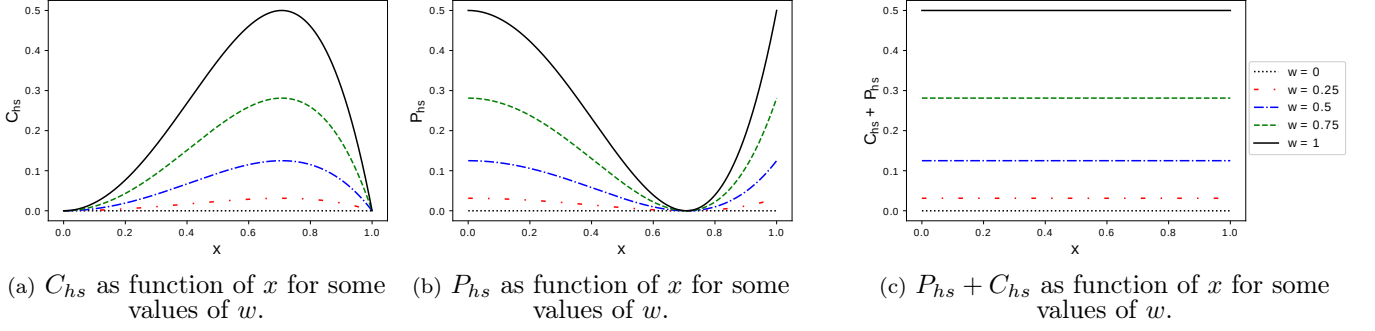 0.5
0.4
0.3
0.2
0.1
0.0
C_hs
0.0 0.2 0.4 0.6 0.8 1.0
x
(a) C_hs as function of x for some
values of w.
0.5
0.4
0.3
0.2
0.1
0.0
P_hs
0.0 0.2 0.4 0.6 0.8 1.0
x
(b) P_hs as function of x for some
values of w.
0.5
0.4
0.3
0.2
0.1
0.0
C_hs + P_hs
0.0 0.2 0.4 0.6 0.8 1.0
x
w = 0
w = 0.25
w = 0.5
w = 0.75
w = 1
(c) P_hs + C_hs as function of x for some
values of w.